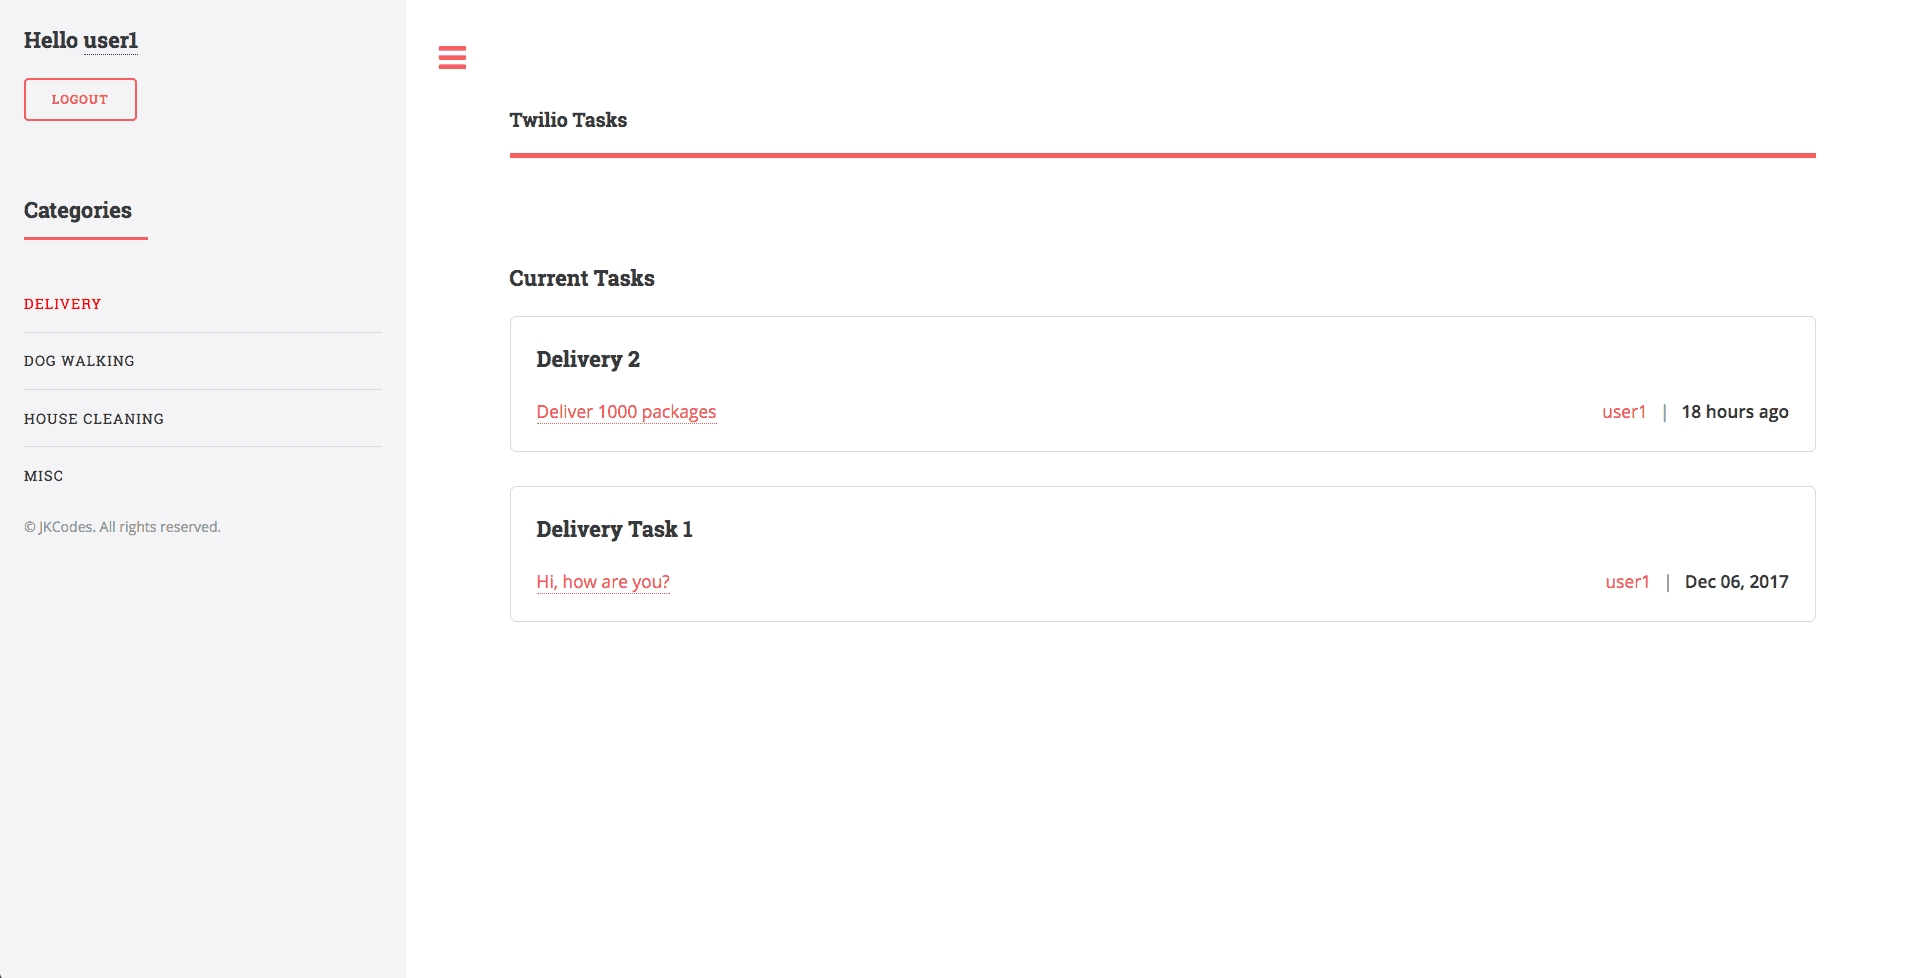 Hello user1
LOGOUT
Categories
DELIVERY
DOG WALKING
HOUSE CLEANING
MISC
© JKCodes. All rights reserved.
Twilio Tasks
Current Tasks
Delivery 2
Deliver 1000 packages user1 | 18 hours ago
Delivery Task 1
Hi, how are you? user1 | Dec 06, 2017